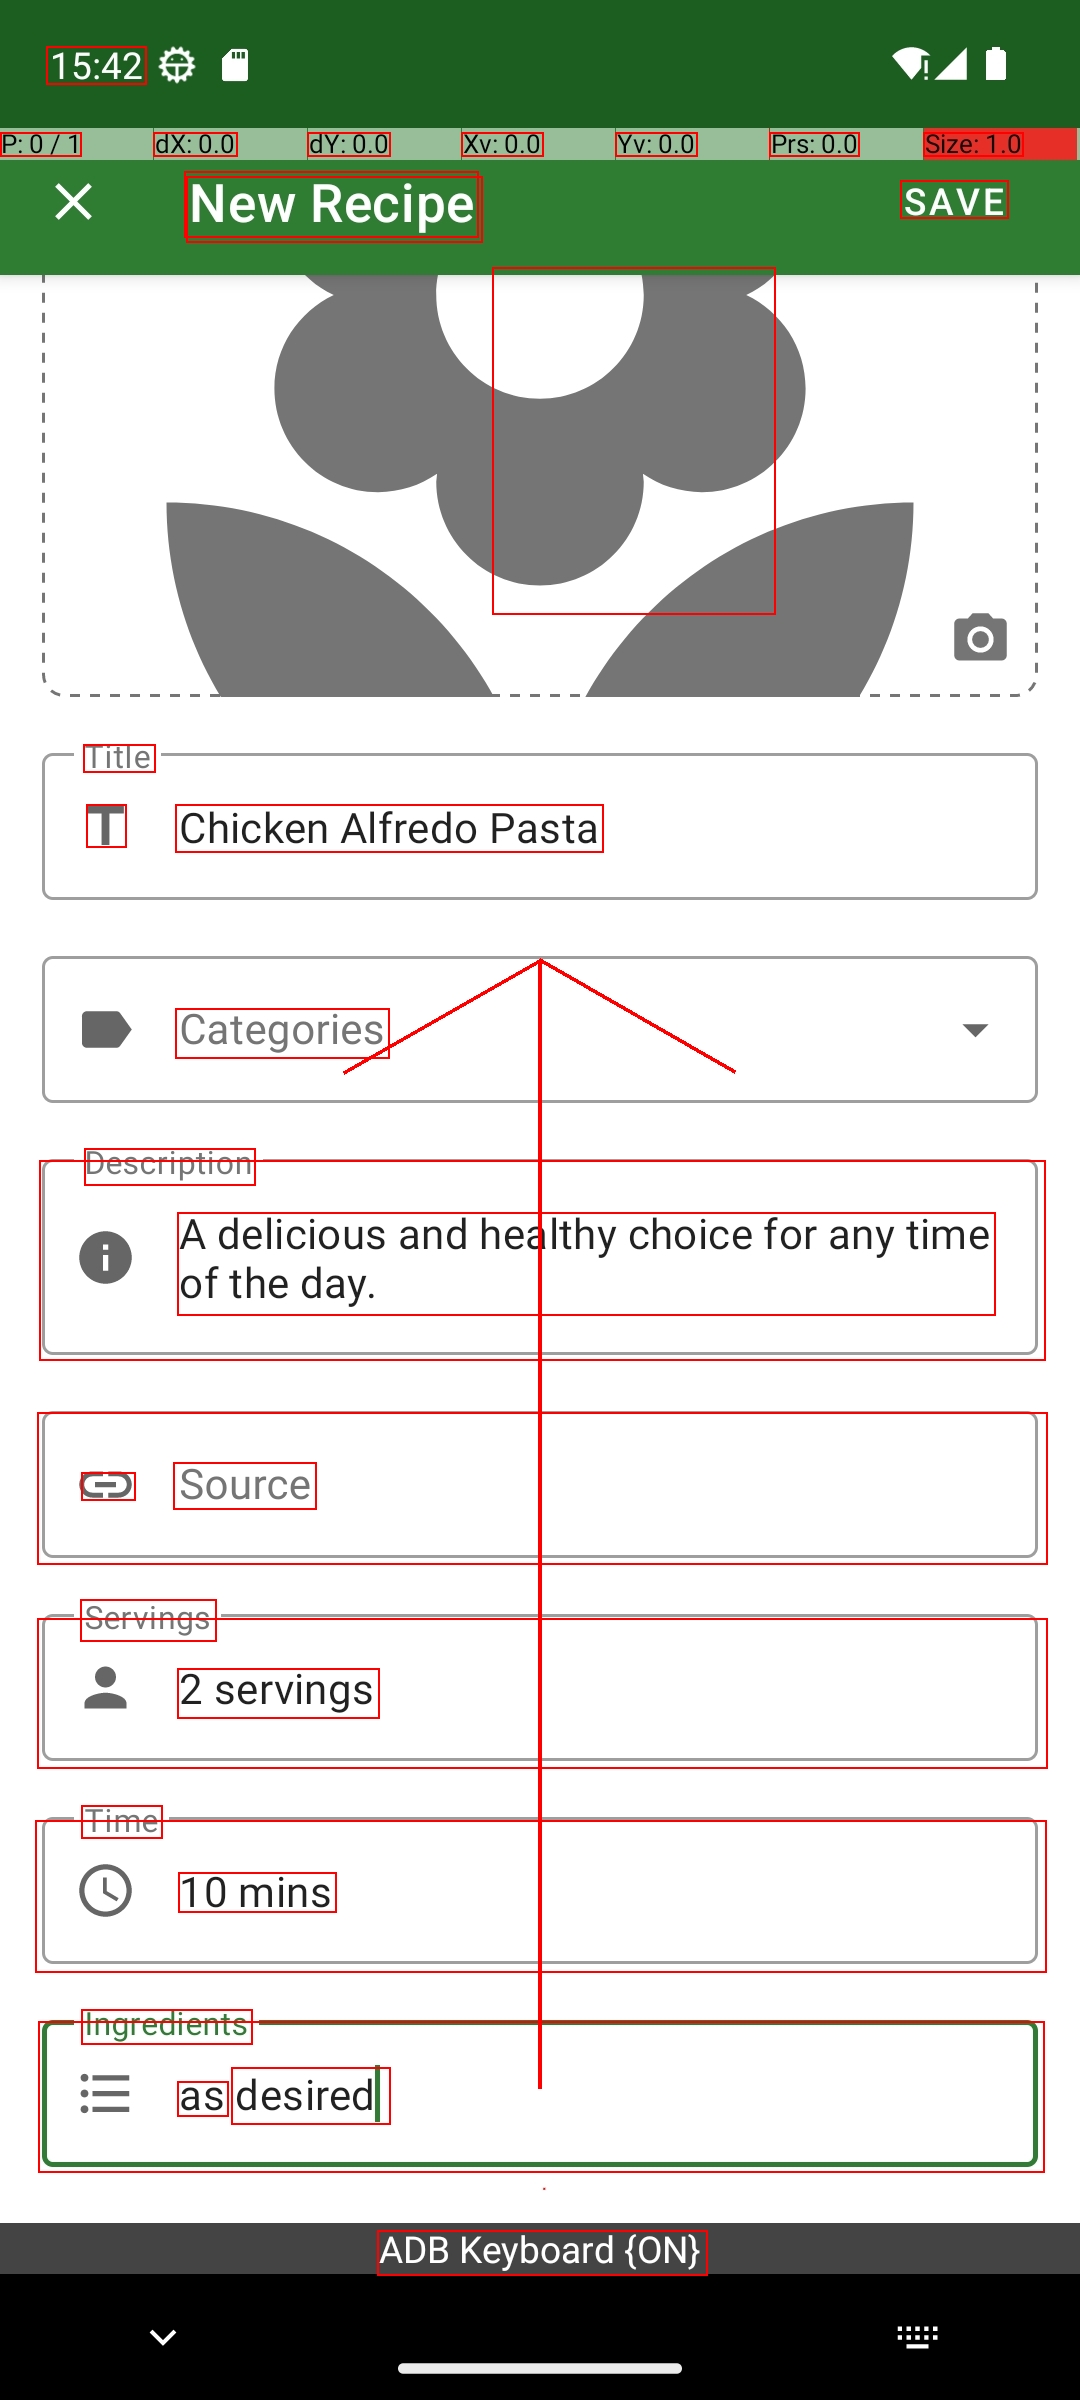 15:42
P: 0 / 1 dX: 0.0 dY: 0.0 Xv: 0.0 Yv: 0.0 Prs: 0.0 Size: 1.0
New Recipe SAVE
Title
Chicken Alfredo Pasta
Categories
Description
A delicious and healthy choice for any time
of the day.
Source
Servings
2 servings
Time
10 mins
Ingredients
as desired
ADB Keyboard {ON}